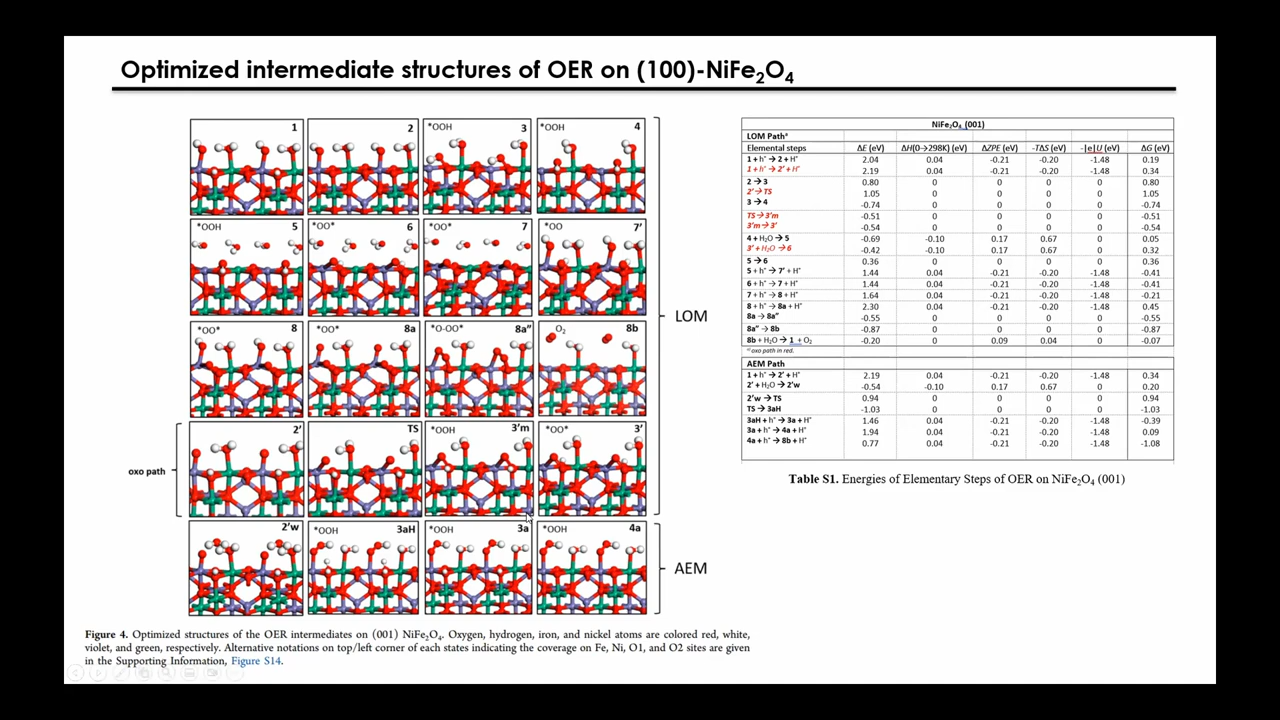 Optimized intermediate structures of OER on (100)-NiFe₂O₄
1
2
*OOH 3
*OOH 4
*OOH 5
*OO* 6
*OO* 7
*OO 7'
LOM
*OO* 8
*OO* 8a
*O-OO* 8a"
O₂ 8b
oxo path
2'
TS
*OOH 3'm
*OO* 3'
2'w
*OOH 3aH
*OOH 3a
*OOH 4a
AEM
Figure 4. Optimized structures of the OER intermediates on (001) NiFe₂O₄. Oxygen, hydrogen, iron, and nickel atoms are colored red, white,
violet, and green, respectively. Alternative notations on top/left corner of each states indicating the coverage on Fe, Ni, O1, and O2 sites are given
in the Supporting Information, Figure S14.
NiFe₂O₄ (001)
LOM Pathᵃ
Elemental steps ΔE (eV) ΔH(0→298K) (eV) ΔZPE (eV) -TΔS (eV) -|e|U (eV) ΔG (eV)
1 + h⁺ → 2 + H⁺ 2.04 0.04 -0.21 -0.20 -1.48 0.19
1 + h⁺ → 2' + H⁺ 2.19 0.04 -0.21 -0.20 -1.48 0.34
2 → 3 0.80 0 0 0 0 0.80
2' → TS 1.05 0 0 0 0 1.05
3 → 4 -0.74 0 0 0 0 -0.74
TS → 3'm -0.51 0 0 0 0 -0.51
3'm → 3' -0.54 0 0 0 0 -0.54
4 + H₂O → 5 -0.69 -0.10 0.17 0.67 0 0.05
3' + H₂O → 6 -0.42 -0.10 0.17 0.67 0 0.32
5 → 6 0.36 0 0 0 0 0.36
5 + h⁺ → 7' + H⁺ 1.44 0.04 -0.21 -0.20 -1.48 -0.41
6 + h⁺ → 7 + H⁺ 1.44 0.04 -0.21 -0.20 -1.48 -0.41
7 + h⁺ → 8 + H⁺ 1.64 0.04 -0.21 -0.20 -1.48 -0.21
8 + h⁺ → 8a + H⁺ 2.30 0.04 -0.21 -0.20 -1.48 0.45
8a → 8a" -0.55 0 0 0 0 -0.55
8a" → 8b -0.87 0 0 0 0 -0.87
8b + H₂O → 1 + O₂ -0.20 0 0.09 0.04 0 -0.07
ᵃ⁾ oxo path in red.
AEM Path
1 + h⁺ → 2' + H⁺ 2.19 0.04 -0.21 -0.20 -1.48 0.34
2' + H₂O → 2'w -0.54 -0.10 0.17 0.67 0 0.20
2'w → TS 0.94 0 0 0 0 0.94
TS → 3aH -1.03 0 0 0 0 -1.03
3aH + h⁺ → 3a + H⁺ 1.46 0.04 -0.21 -0.20 -1.48 -0.39
3a + h⁺ → 4a + H⁺ 1.94 0.04 -0.21 -0.20 -1.48 0.09
4a + h⁺ → 8b + H⁺ 0.77 0.04 -0.21 -0.20 -1.48 -1.08
Table S1. Energies of Elementary Steps of OER on NiFe₂O₄ (001)